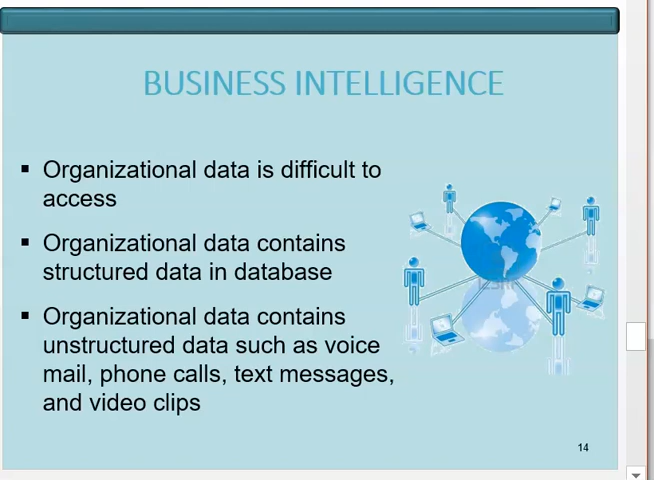 BUSINESS INTELLIGENCE
▪ Organizational data is difficult to
access
▪ Organizational data contains
structured data in database
▪ Organizational data contains
unstructured data such as voice
mail, phone calls, text messages,
and video clips
14